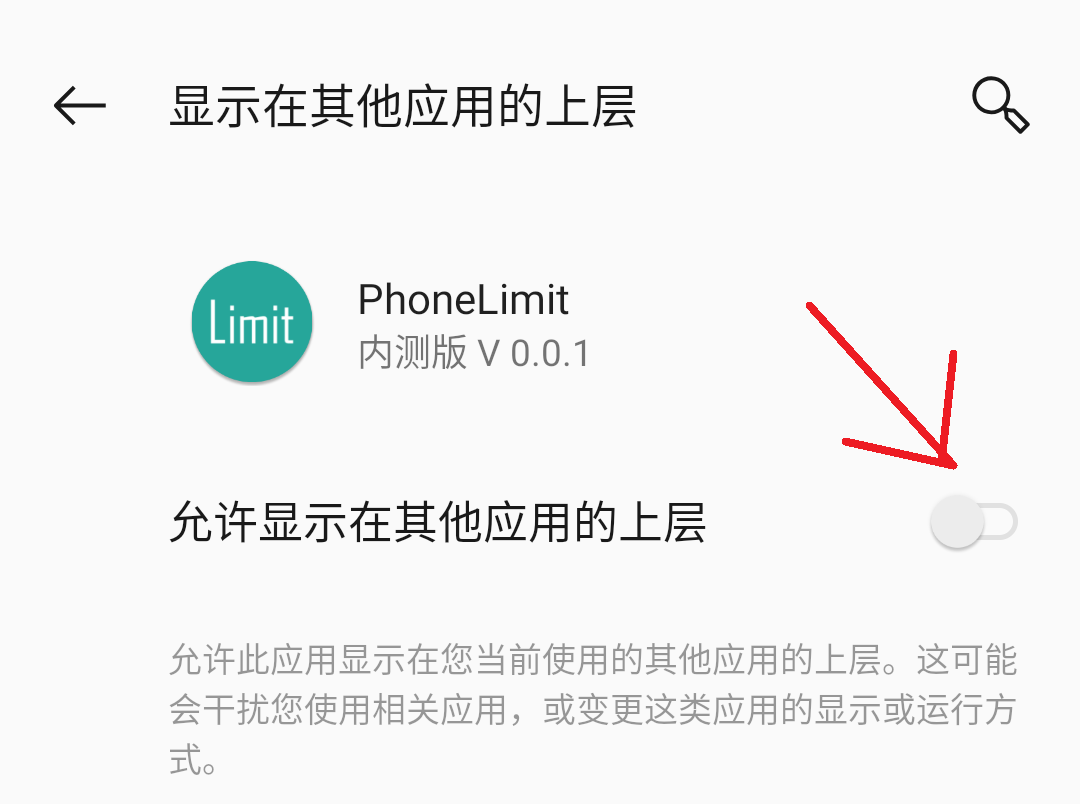 显示在其他应用的上层
Limit
PhoneLimit
内测版 V 0.0.1
允许显示在其他应用的上层
允许此应用显示在您当前使用的其他应用的上层。这可能
会干扰您使用相关应用，或变更这类应用的显示或运行方
式。